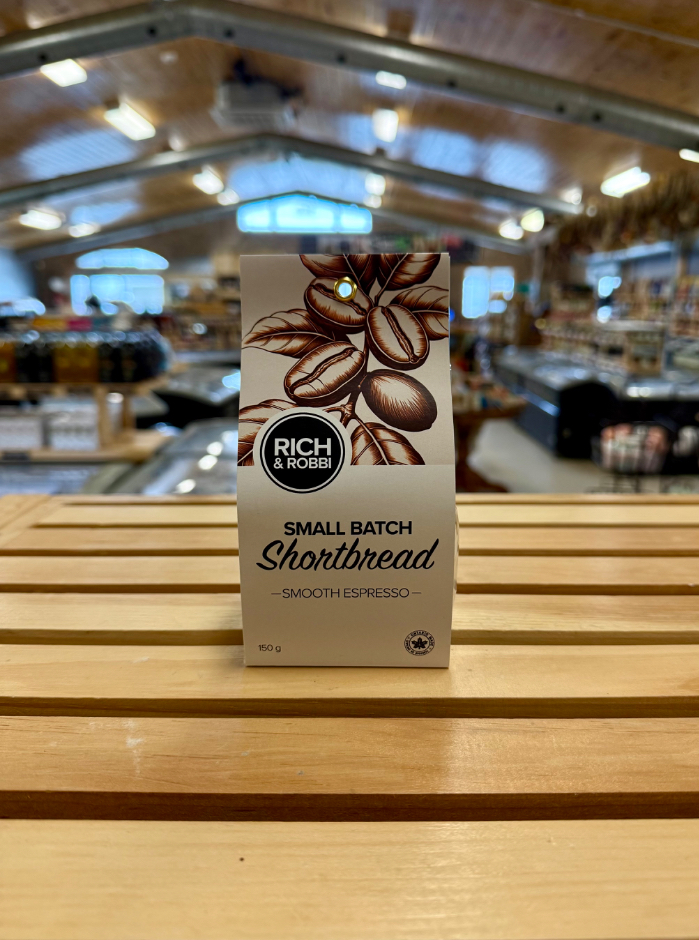 RICH
& ROBBI
SMALL BATCH
Shortbread
SMOOTH ESPRESSO
150 g